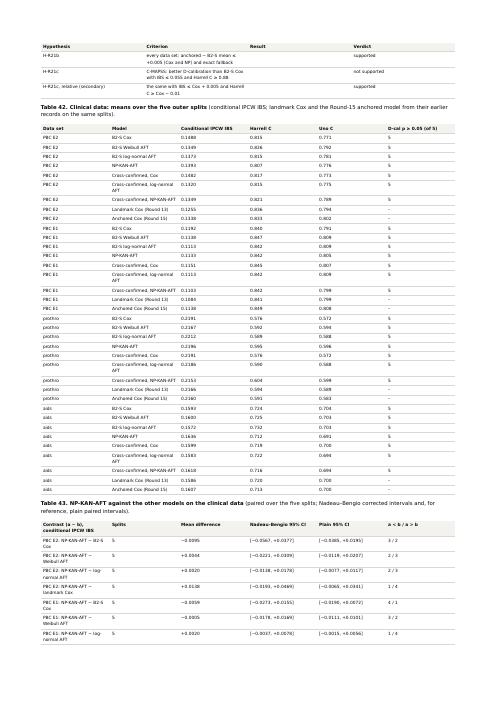 Hypothesis Criterion Result Verdict
H-R21b every data set: anchored − B2-S mean ≤ supported
+0.005 (Cox and NP) and exact fallback
H-R21c C-MAPSS: better D-calibration than B2-S Cox not supported
with IBS ≤ 0.055 and Harrell C ≥ 0.88
H-R21c, relative (secondary) the same with IBS ≤ Cox + 0.005 and Harrell supported
C ≥ Cox − 0.01
Table 42. Clinical data: means over the five outer splits (conditional IPCW IBS; landmark Cox and the Round-15 anchored model from their earlier
records on the same splits).
Data set Model Conditional IPCW IBS Harrell C Uno C D-cal p ≥ 0.05 (of 5)
PBC E2 B2-S Cox 0.1488 0.815 0.771 5
PBC E2 B2-S Weibull AFT 0.1349 0.826 0.792 5
PBC E2 B2-S log-normal AFT 0.1373 0.815 0.781 5
PBC E2 NP-KAN-AFT 0.1393 0.807 0.776 5
PBC E2 Cross-confirmed, Cox 0.1482 0.817 0.773 5
PBC E2 Cross-confirmed, log-normal 0.1320 0.815 0.775 5
AFT
PBC E2 Cross-confirmed, NP-KAN-AFT 0.1349 0.821 0.789 5
PBC E2 Landmark Cox (Round 13) 0.1255 0.836 0.794 –
PBC E2 Anchored Cox (Round 15) 0.1338 0.833 0.802 –
PBC E1 B2-S Cox 0.1192 0.840 0.791 5
PBC E1 B2-S Weibull AFT 0.1138 0.847 0.809 5
PBC E1 B2-S log-normal AFT 0.1113 0.842 0.809 5
PBC E1 NP-KAN-AFT 0.1133 0.842 0.805 5
PBC E1 Cross-confirmed, Cox 0.1151 0.845 0.807 5
PBC E1 Cross-confirmed, log-normal 0.1113 0.842 0.809 5
AFT
PBC E1 Cross-confirmed, NP-KAN-AFT 0.1103 0.842 0.799 5
PBC E1 Landmark Cox (Round 13) 0.1084 0.841 0.799 –
PBC E1 Anchored Cox (Round 15) 0.1138 0.849 0.808 –
prothro B2-S Cox 0.2191 0.576 0.572 5
prothro B2-S Weibull AFT 0.2167 0.592 0.594 5
prothro B2-S log-normal AFT 0.2212 0.589 0.588 5
prothro NP-KAN-AFT 0.2196 0.595 0.596 5
prothro Cross-confirmed, Cox 0.2191 0.576 0.572 5
prothro Cross-confirmed, log-normal 0.2186 0.590 0.588 5
AFT
prothro Cross-confirmed, NP-KAN-AFT 0.2153 0.604 0.599 5
prothro Landmark Cox (Round 13) 0.2166 0.594 0.589 –
prothro Anchored Cox (Round 15) 0.2160 0.591 0.583 –
aids B2-S Cox 0.1593 0.724 0.704 5
aids B2-S Weibull AFT 0.1600 0.725 0.703 5
aids B2-S log-normal AFT 0.1572 0.732 0.703 5
aids NP-KAN-AFT 0.1636 0.712 0.691 5
aids Cross-confirmed, Cox 0.1599 0.719 0.700 5
aids Cross-confirmed, log-normal 0.1583 0.722 0.694 5
AFT
aids Cross-confirmed, NP-KAN-AFT 0.1618 0.716 0.694 5
aids Landmark Cox (Round 13) 0.1586 0.720 0.700 –
aids Anchored Cox (Round 15) 0.1607 0.713 0.700 –
Table 43. NP-KAN-AFT against the other models on the clinical data (paired over the five splits; Nadeau–Bengio corrected intervals and, for
reference, plain paired intervals).
Contrast (a − b), Splits Mean difference Nadeau–Bengio 95% CI Plain 95% CI a < b / a > b
conditional IPCW IBS
PBC E2: NP-KAN-AFT − B2-S 5 −0.0095 [−0.0567, +0.0377] [−0.0385, +0.0195] 3 / 2
Cox
PBC E2: NP-KAN-AFT − 5 +0.0044 [−0.0221, +0.0309] [−0.0119, +0.0207] 2 / 3
Weibull AFT
PBC E2: NP-KAN-AFT − log- 5 +0.0020 [−0.0138, +0.0178] [−0.0077, +0.0117] 2 / 3
normal AFT
PBC E2: NP-KAN-AFT − 5 +0.0138 [−0.0193, +0.0469] [−0.0065, +0.0341] 1 / 4
landmark Cox
PBC E1: NP-KAN-AFT − B2-S 5 −0.0059 [−0.0273, +0.0155] [−0.0190, +0.0072] 4 / 1
Cox
PBC E1: NP-KAN-AFT − 5 −0.0005 [−0.0178, +0.0169] [−0.0111, +0.0101] 3 / 2
Weibull AFT
PBC E1: NP-KAN-AFT − log- 5 +0.0020 [−0.0037, +0.0078] [−0.0015, +0.0056] 1 / 4
normal AFT